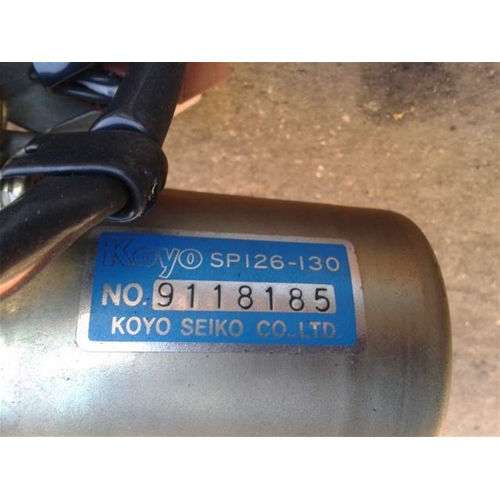 Koyo SP126-130
NO. 9118185
KOYO SEIKO CO.,LTD.